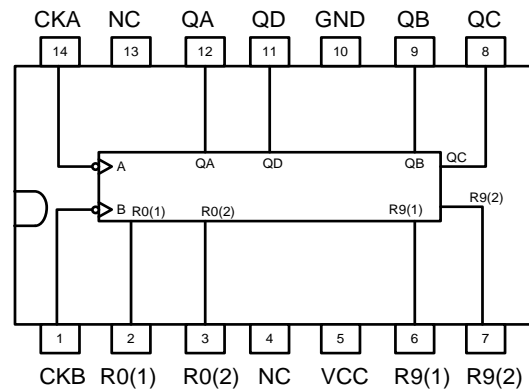 CKA NC QA QD GND QB QC
14 13 12 11 10 9 8
A QA QD QB QC
B R0(1) R0(2) R9(1) R9(2)
1 2 3 4 5 6 7
CKB R0(1) R0(2) NC VCC R9(1) R9(2)